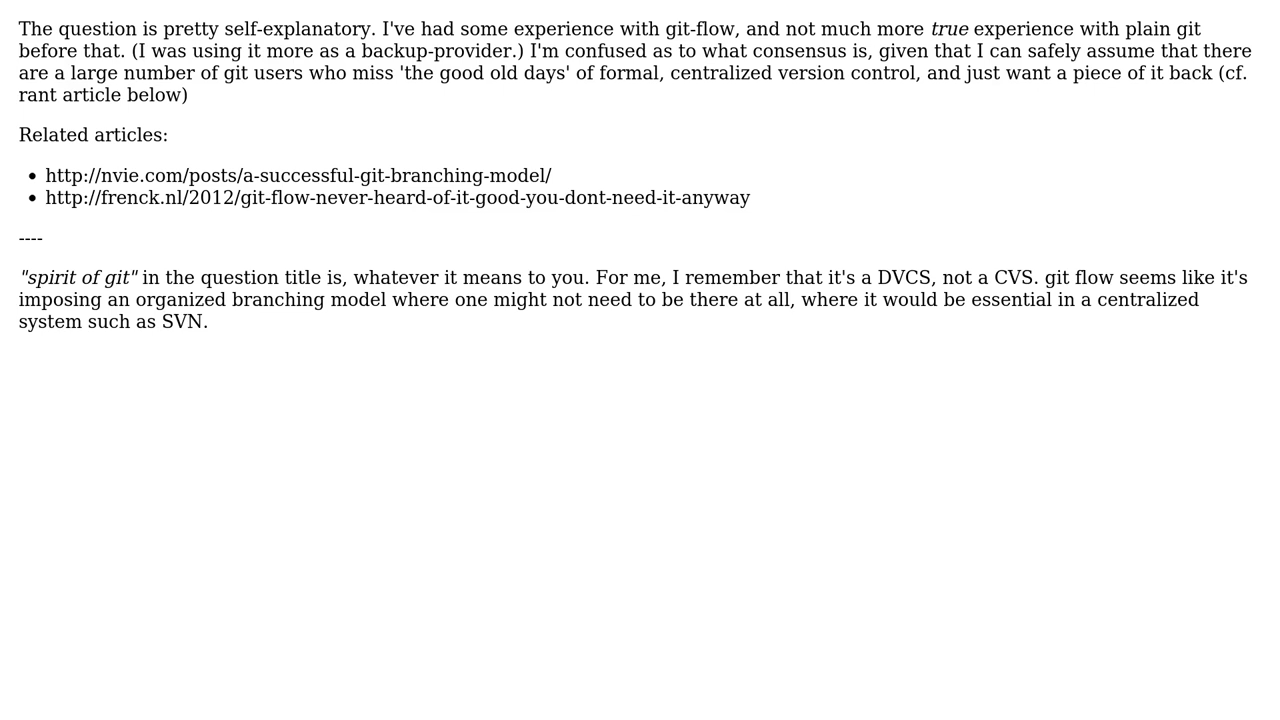 The question is pretty self-explanatory. I've had some experience with git-flow, and not much more true experience with plain git
before that. (I was using it more as a backup-provider.) I'm confused as to what consensus is, given that I can safely assume that there
are a large number of git users who miss 'the good old days' of formal, centralized version control, and just want a piece of it back (cf.
rant article below)
Related articles:
• http://nvie.com/posts/a-successful-git-branching-model/
• http://frenck.nl/2012/git-flow-never-heard-of-it-good-you-dont-need-it-anyway
----
"spirit of git" in the question title is, whatever it means to you. For me, I remember that it's a DVCS, not a CVS. git flow seems like it's
imposing an organized branching model where one might not need to be there at all, where it would be essential in a centralized
system such as SVN.